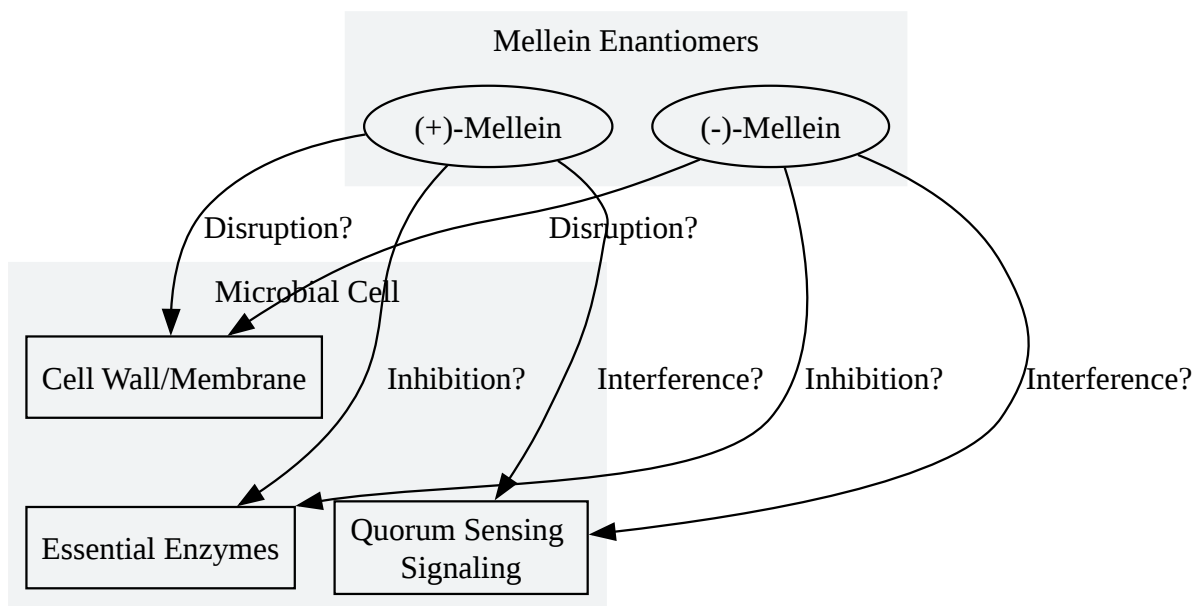 Mellein Enantiomers
(+)-Mellein
(-)-Mellein
Disruption?
Disruption?
Microbial Cell
Cell Wall/Membrane
Inhibition?
Interference?
Inhibition?
Interference?
Essential Enzymes
Quorum Sensing
Signaling